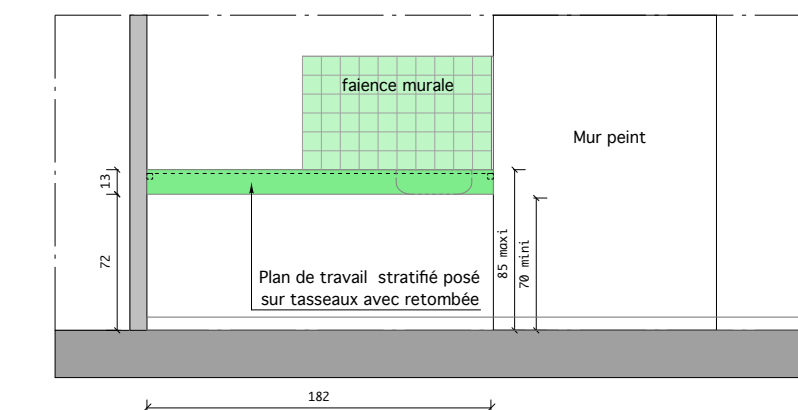 faience murale
Mur peint
13
72
85 maxi
70 mini
Plan de travail stratifié posé
sur tasseaux avec retombée
182